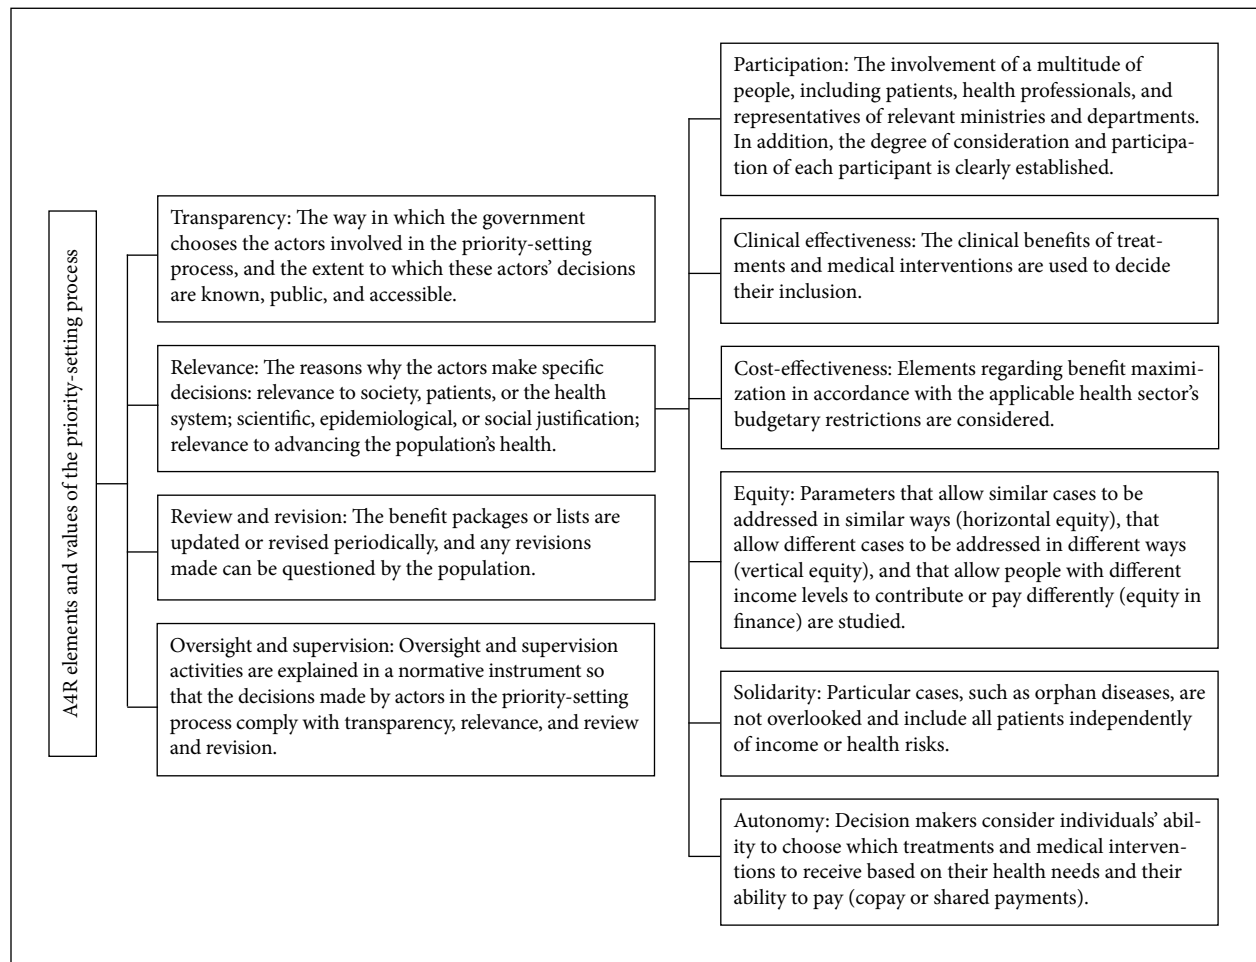 A4R elements and values of the priority-setting process
Transparency: The way in which the government
chooses the actors involved in the priority-setting
process, and the extent to which these actors’ decisions
are known, public, and accessible.
Relevance: The reasons why the actors make specific
decisions: relevance to society, patients, or the health
system; scientific, epidemiological, or social justification;
relevance to advancing the population’s health.
Review and revision: The benefit packages or lists are
updated or revised periodically, and any revisions
made can be questioned by the population.
Oversight and supervision: Oversight and supervision
activities are explained in a normative instrument so
that the decisions made by actors in the priority-setting
process comply with transparency, relevance, and review
and revision.
Participation: The involvement of a multitude of
people, including patients, health professionals, and
representatives of relevant ministries and departments.
In addition, the degree of consideration and participa-
tion of each participant is clearly established.
Clinical effectiveness: The clinical benefits of treat-
ments and medical interventions are used to decide
their inclusion.
Cost-effectiveness: Elements regarding benefit maximi-
zation in accordance with the applicable health sector’s
budgetary restrictions are considered.
Equity: Parameters that allow similar cases to be
addressed in similar ways (horizontal equity), that
allow different cases to be addressed in different ways
(vertical equity), and that allow people with different
income levels to contribute or pay differently (equity in
finance) are studied.
Solidarity: Particular cases, such as orphan diseases, are
not overlooked and include all patients independently
of income or health risks.
Autonomy: Decision makers consider individuals’ abil-
ity to choose which treatments and medical interven-
tions to receive based on their health needs and their
ability to pay (copay or shared payments).